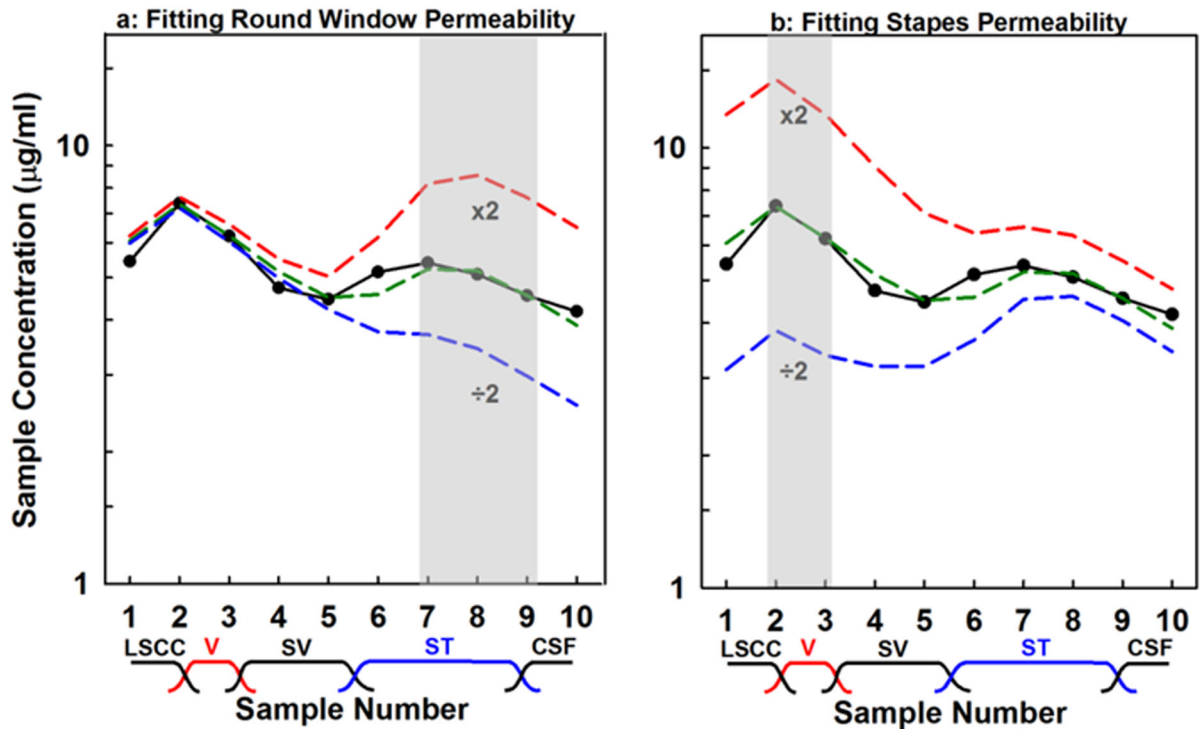 a: Fitting Round Window Permeability
b: Fitting Stapes Permeability
Sample Concentration (μg/ml)
10
1
x2
÷2
1 2 3 4 5 6 7 8 9 10
LSCC V SV ST CSF
Sample Number
10
1
x2
÷2
1 2 3 4 5 6 7 8 9 10
LSCC V SV ST CSF
Sample Number